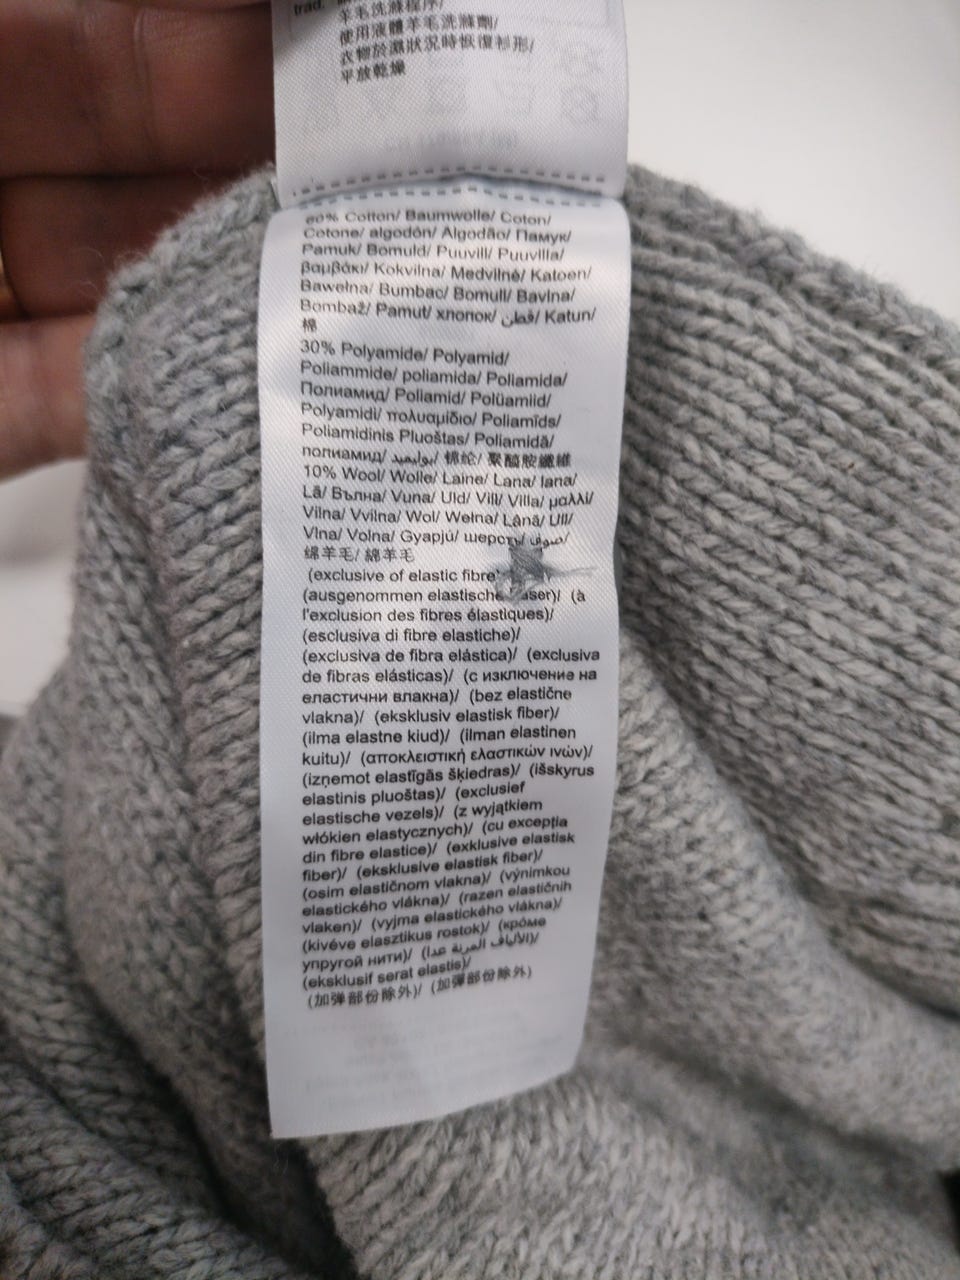 trad.
羊毛洗滌程序/
使用液體羊毛洗滌劑/
衣物於濕狀況時恢復衫形/
平放乾燥
60% Cotton/ Baumwolle/ Coton/
Cotone/ algodón/ Algodão/ Памук/
Pamuk/ Bomuld/ Puuvill/ Puuvilla/
βαμβάκι/ Kokvilna/ Medvilnė/ Katoen/
Bawełna/ Bumbac/ Bomull/ Bavlna/
Bombaž/ Pamut/ хлопок/ قطن/ Katun/
棉
30% Polyamide/ Polyamid/
Poliammide/ poliamida/ Poliamida/
Полиамид/ Poliamid/ Polüamiid/
Polyamidi/ πολυαμίδιο/ Poliamīds/
Poliamidinis Pluoštas/ Poliamidă/
полиамид/ بوليميد/ 锦纶/ 聚醯胺纖維
10% Wool/ Wolle/ Laine/ Lana/ lana/
Lã/ Вълна/ Vuna/ Uld/ Vill/ Villa/ μαλλί/
Vilna/ Vvilna/ Wol/ Wełna/ Lână/ Ull/
Vlna/ Volna/ Gyapjú/ шерсть/ صوف/
绵羊毛/ 綿羊毛
(exclusive of elastic fibre
(ausgenommen elastische Faser)/ (à
l'exclusion des fibres élastiques)/
(esclusiva di fibre elastiche)/
(exclusiva de fibra elástica)/ (exclusiva
de fibras elásticas)/ (с изключение на
еластични влакна)/ (bez elastične
vlakna)/ (eksklusiv elastisk fiber)/
(ilma elastne kiud)/ (ilman elastinen
kuitu)/ (αποκλειστική ελαστικών ινών)/
(izņemot elastīgās šķiedras)/ (išskyrus
elastinis pluoštas)/ (exclusief
elastische vezels)/ (z wyjątkiem
włókien elastycznych)/ (cu excepţia
din fibre elastice)/ (exklusive elastisk
fiber)/ (eksklusive elastisk fiber)/
(osim elastičnom vlakna)/ (výnimkou
elastického vlákna)/ (razen elastičnih
vlaken)/ (vyjma elastického vlákna)/
(kivéve elasztikus rostok)/ (кроме
упругой нити)/ (الألياف المرنة عدا)/
(eksklusif serat elastis)/
(加弹部份除外)/ (加彈部份除外)